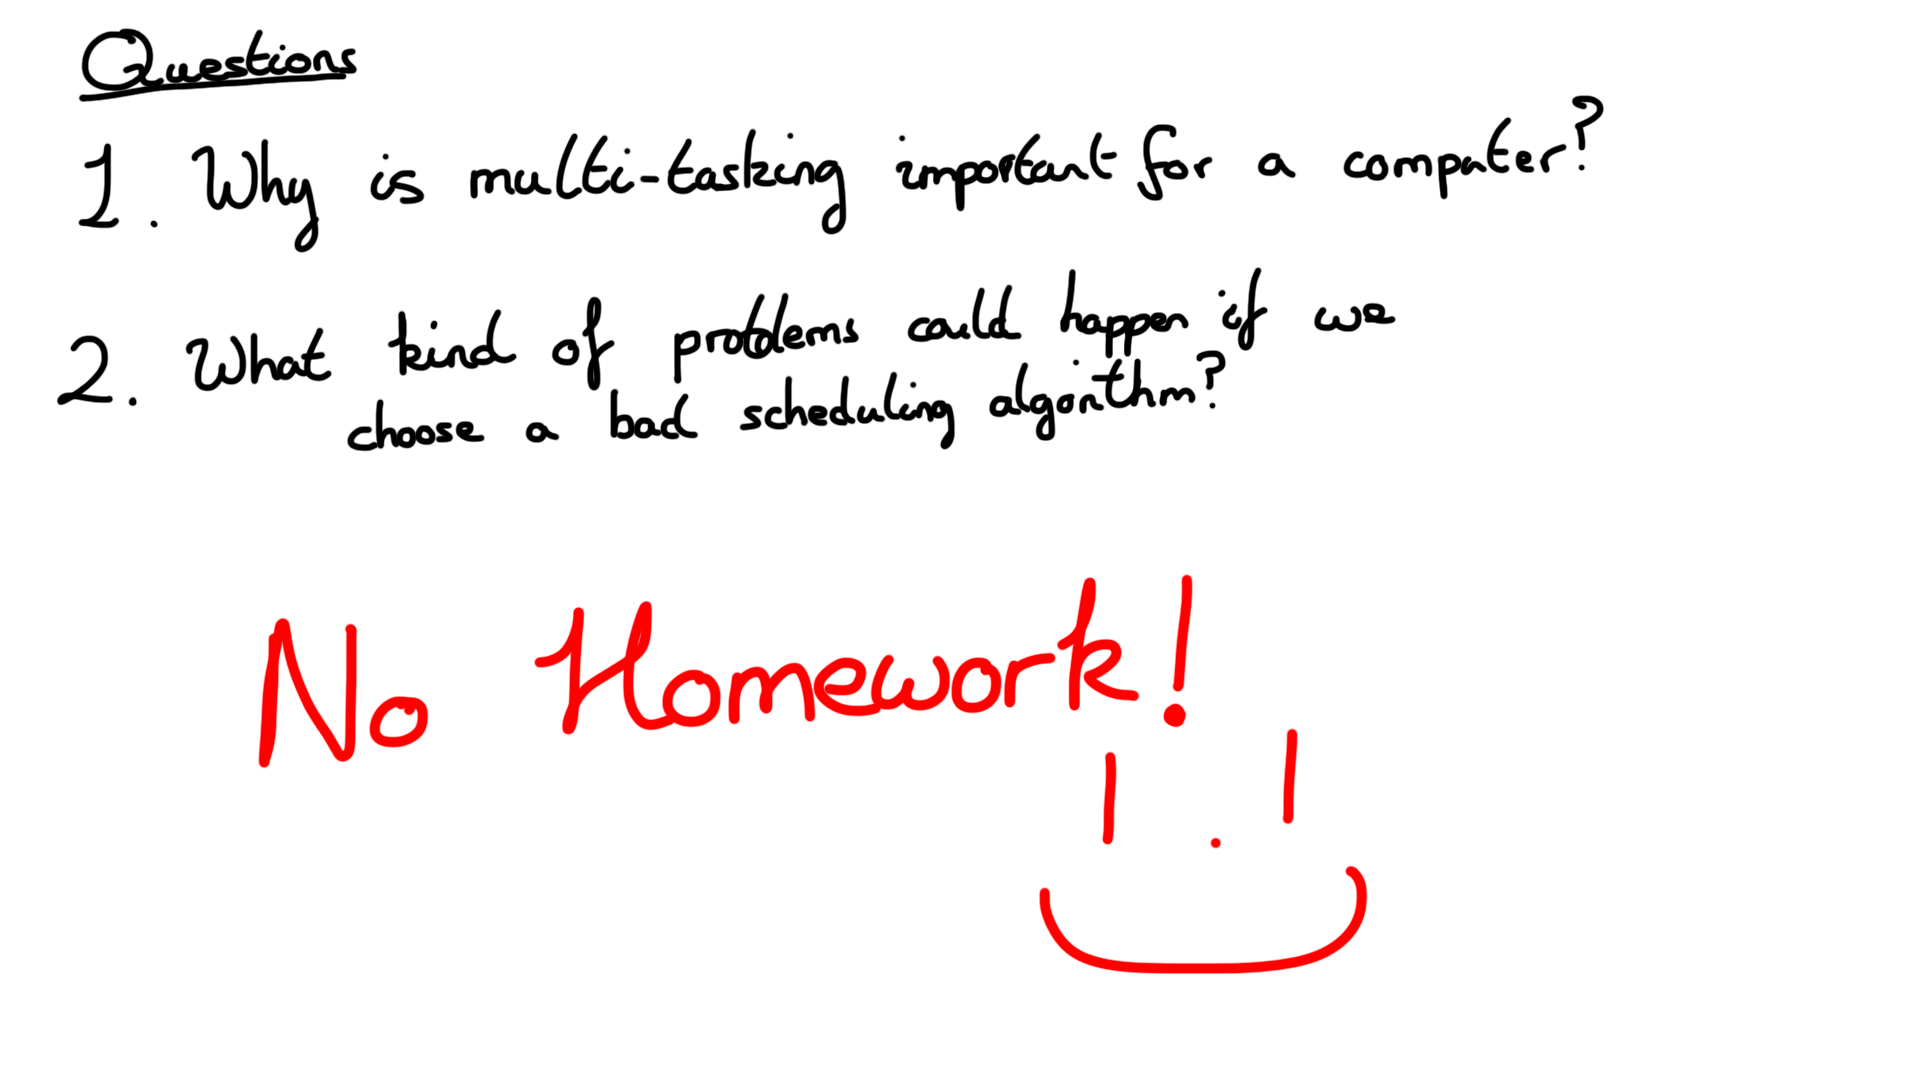 Questions
1. Why is multi-tasking important for a computer?
2. What kind of problems could happen if we
choose a bad scheduling algorithm?
No Homework!